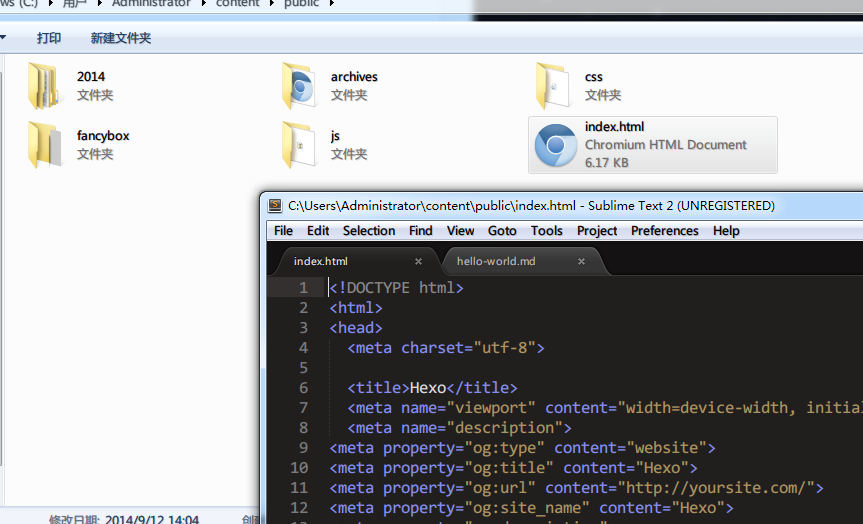 ws (C:) 用户 Administrator content public
打印 新建文件夹
2014 archives css
文件夹 文件夹 文件夹
fancybox js index.html
文件夹 文件夹 Chromium HTML Document
6.17 KB
C:\Users\Administrator\content\public\index.html - Sublime Text 2 (UNREGISTERED)
File Edit Selection Find View Goto Tools Project Preferences Help
index.html × hello-world.md ×
1 <!DOCTYPE html>
2 <html>
3 <head>
4 <meta charset="utf-8">
5
6 <title>Hexo</title>
7 <meta name="viewport" content="width=device-width, initial
8 <meta name="description">
9 <meta property="og:type" content="website">
10 <meta property="og:title" content="Hexo">
11 <meta property="og:url" content="http://yoursite.com/">
12 <meta property="og:site_name" content="Hexo">
修改日期: 2014/9/12 14:04 创建